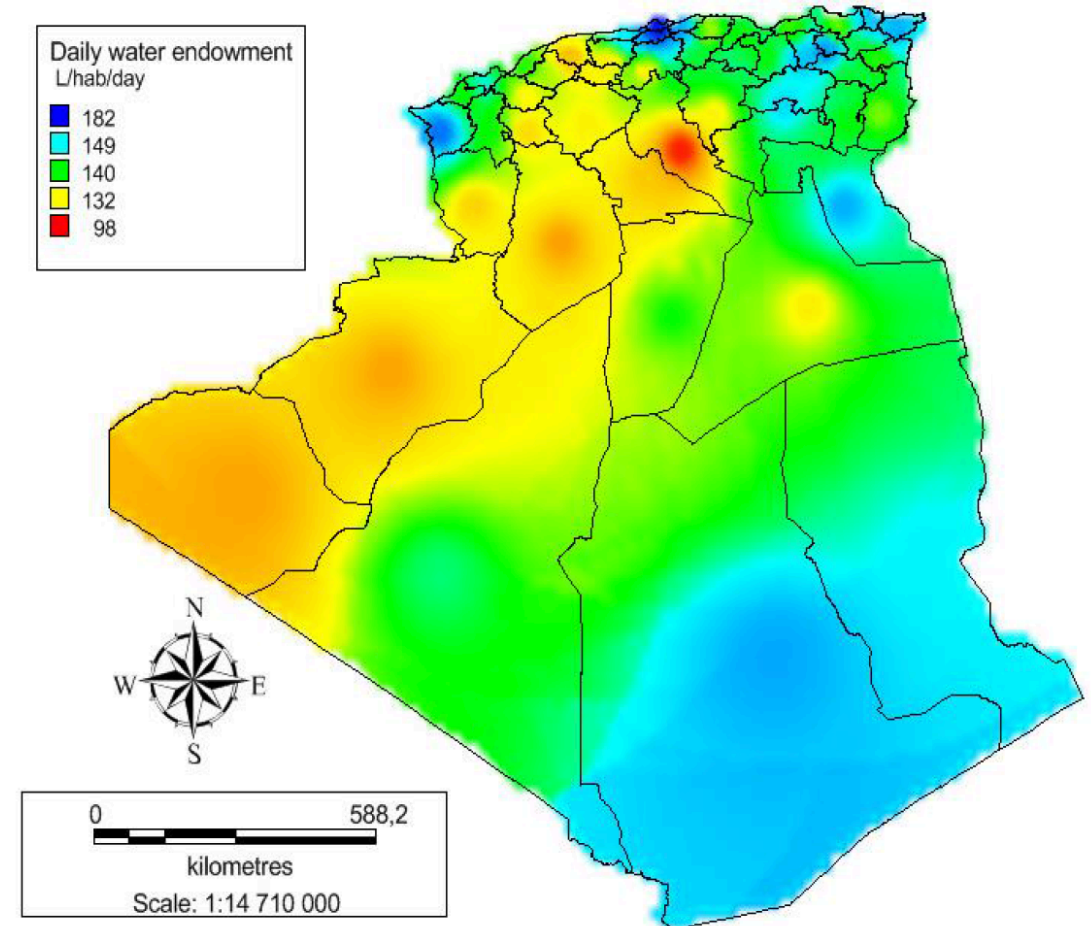 Daily water endowment
L/hab/day
182
149
140
132
98
N
W E
S
0 588,2
kilometres
Scale: 1:14 710 000